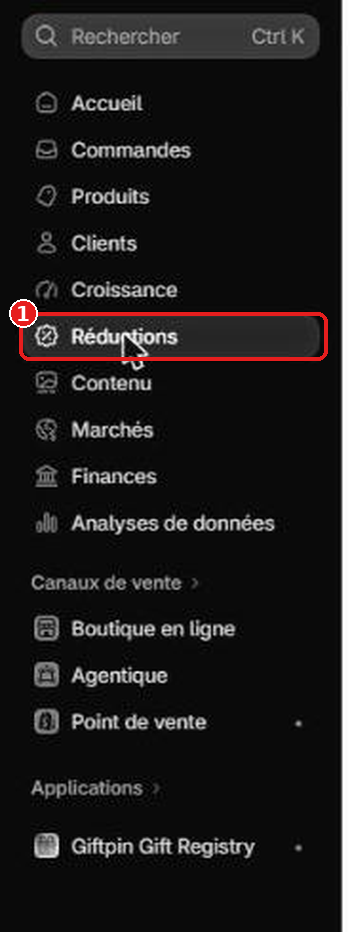 Rechercher Ctrl K
Accueil
Commandes
Produits
Clients
Croissance
1
Réductions
Contenu
Marchés
Finances
Analyses de données
Canaux de vente >
Boutique en ligne
Agentique
Point de vente
Applications >
Giftpin Gift Registry